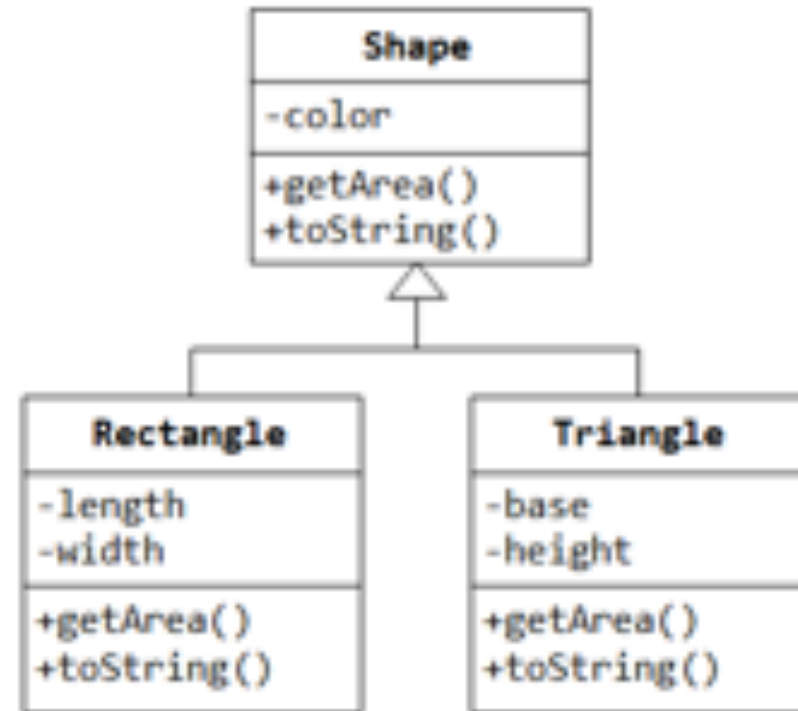 Shape
-color
+getArea()
+toString()
Rectangle
-length
-width
+getArea()
+toString()
Triangle
-base
-height
+getArea()
+toString()